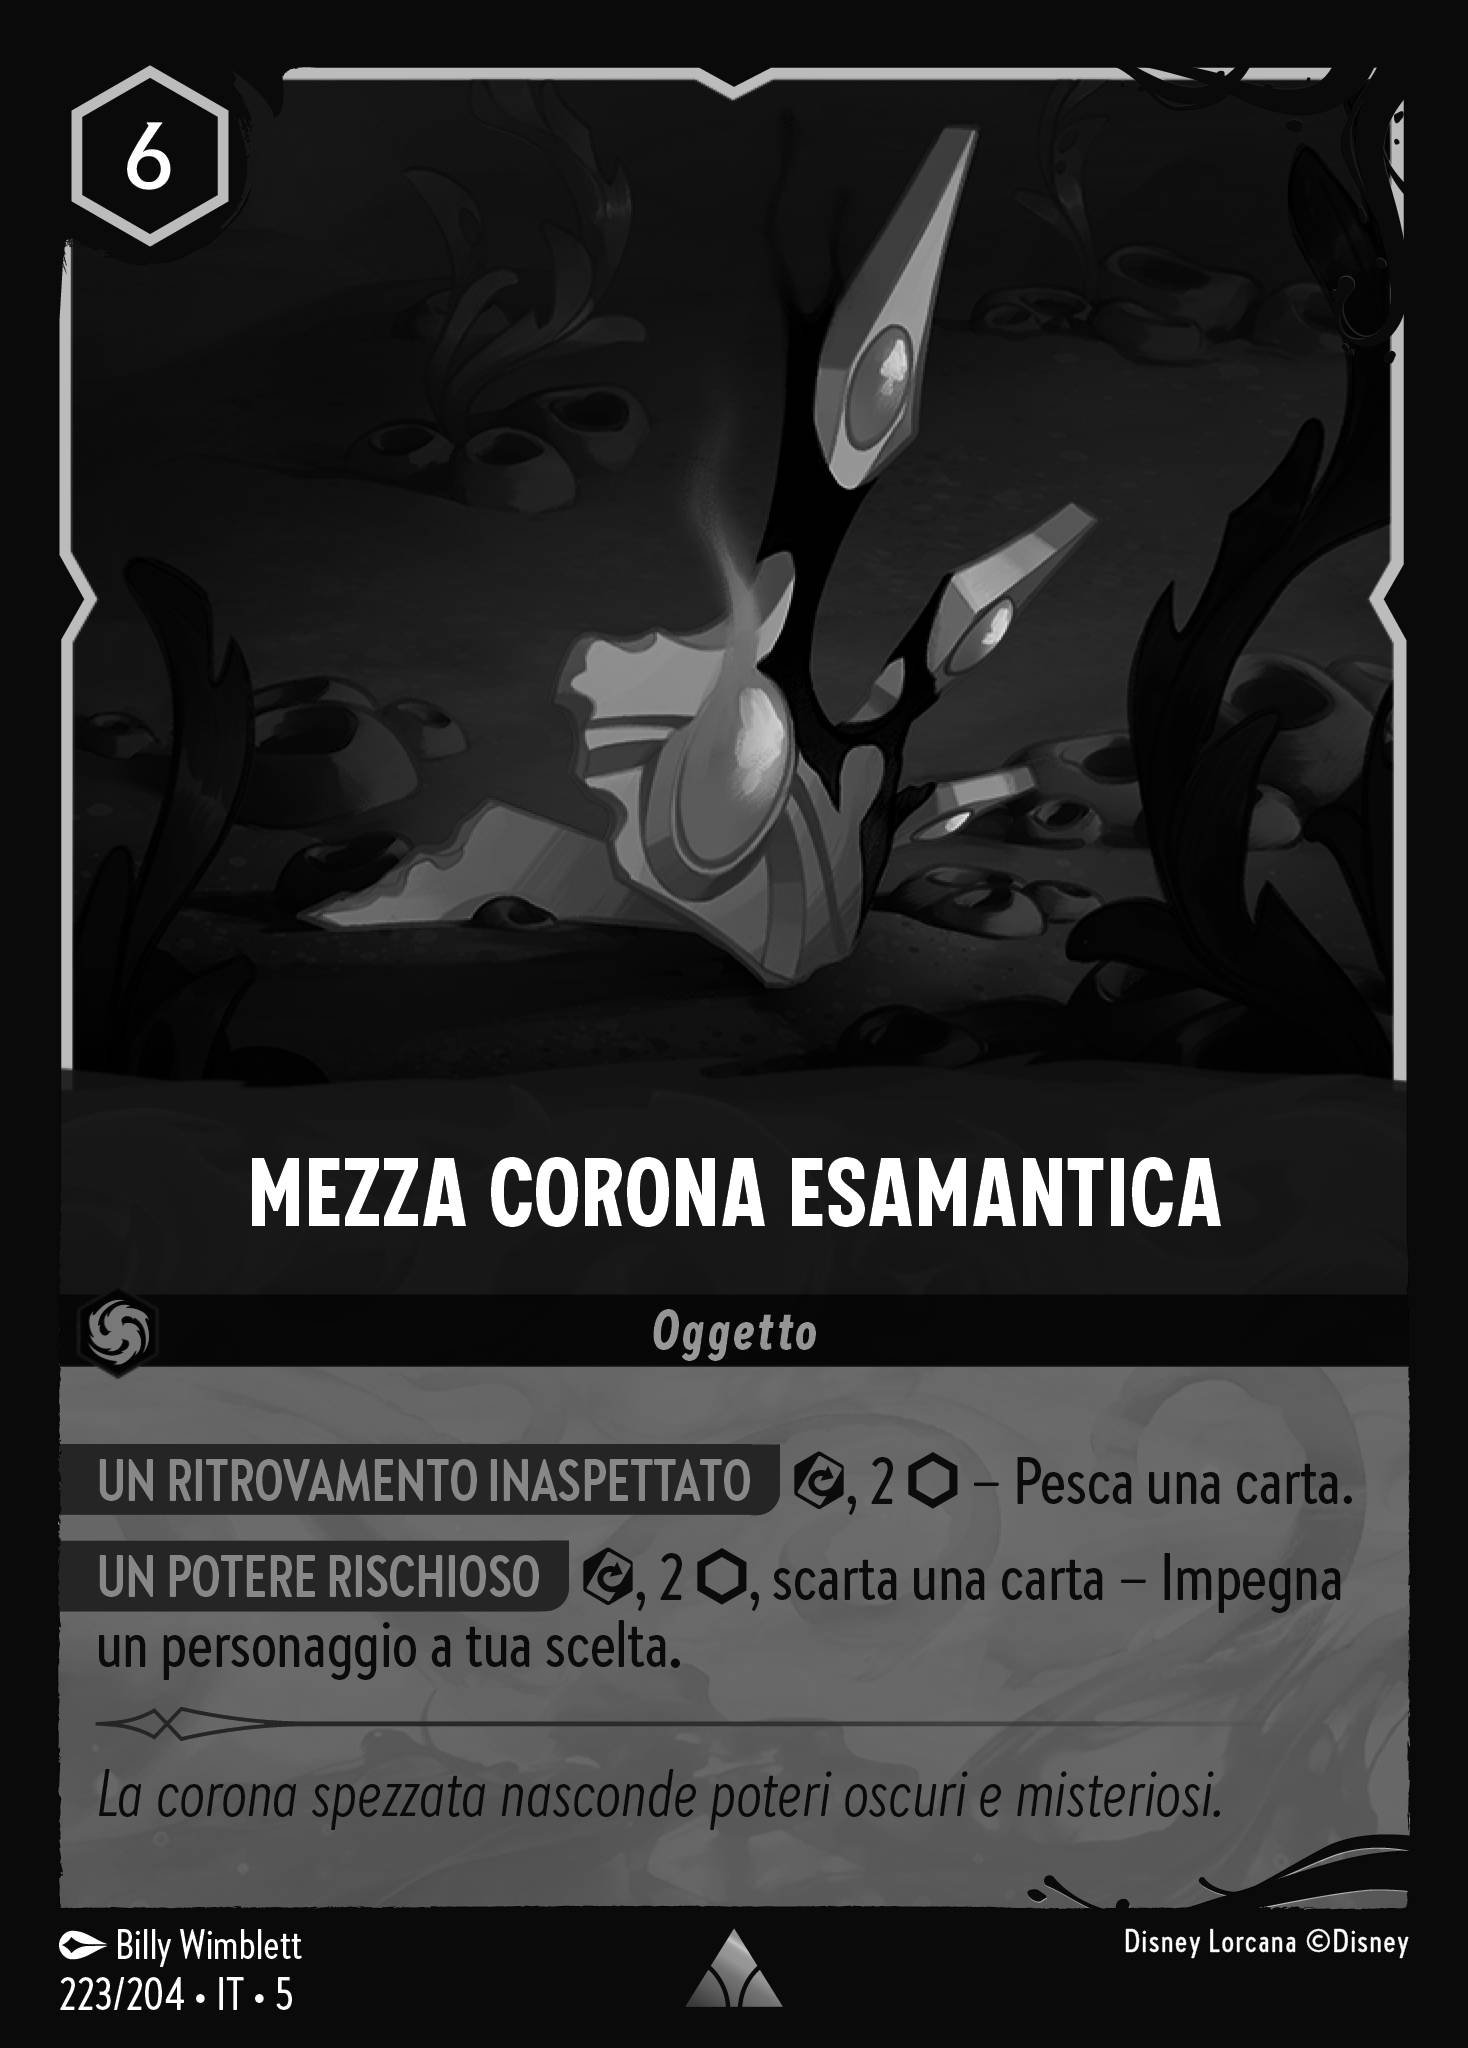 6
MEZZA CORONA ESAMANTICA
Oggetto
UN RITROVAMENTO INASPETTATO , 2 – Pesca una carta.
UN POTERE RISCHIOSO , 2 , scarta una carta – Impegna
un personaggio a tua scelta.
La corona spezzata nasconde poteri oscuri e misteriosi.
Billy Wimblett
Disney Lorcana ©Disney
223/204 • IT • 5